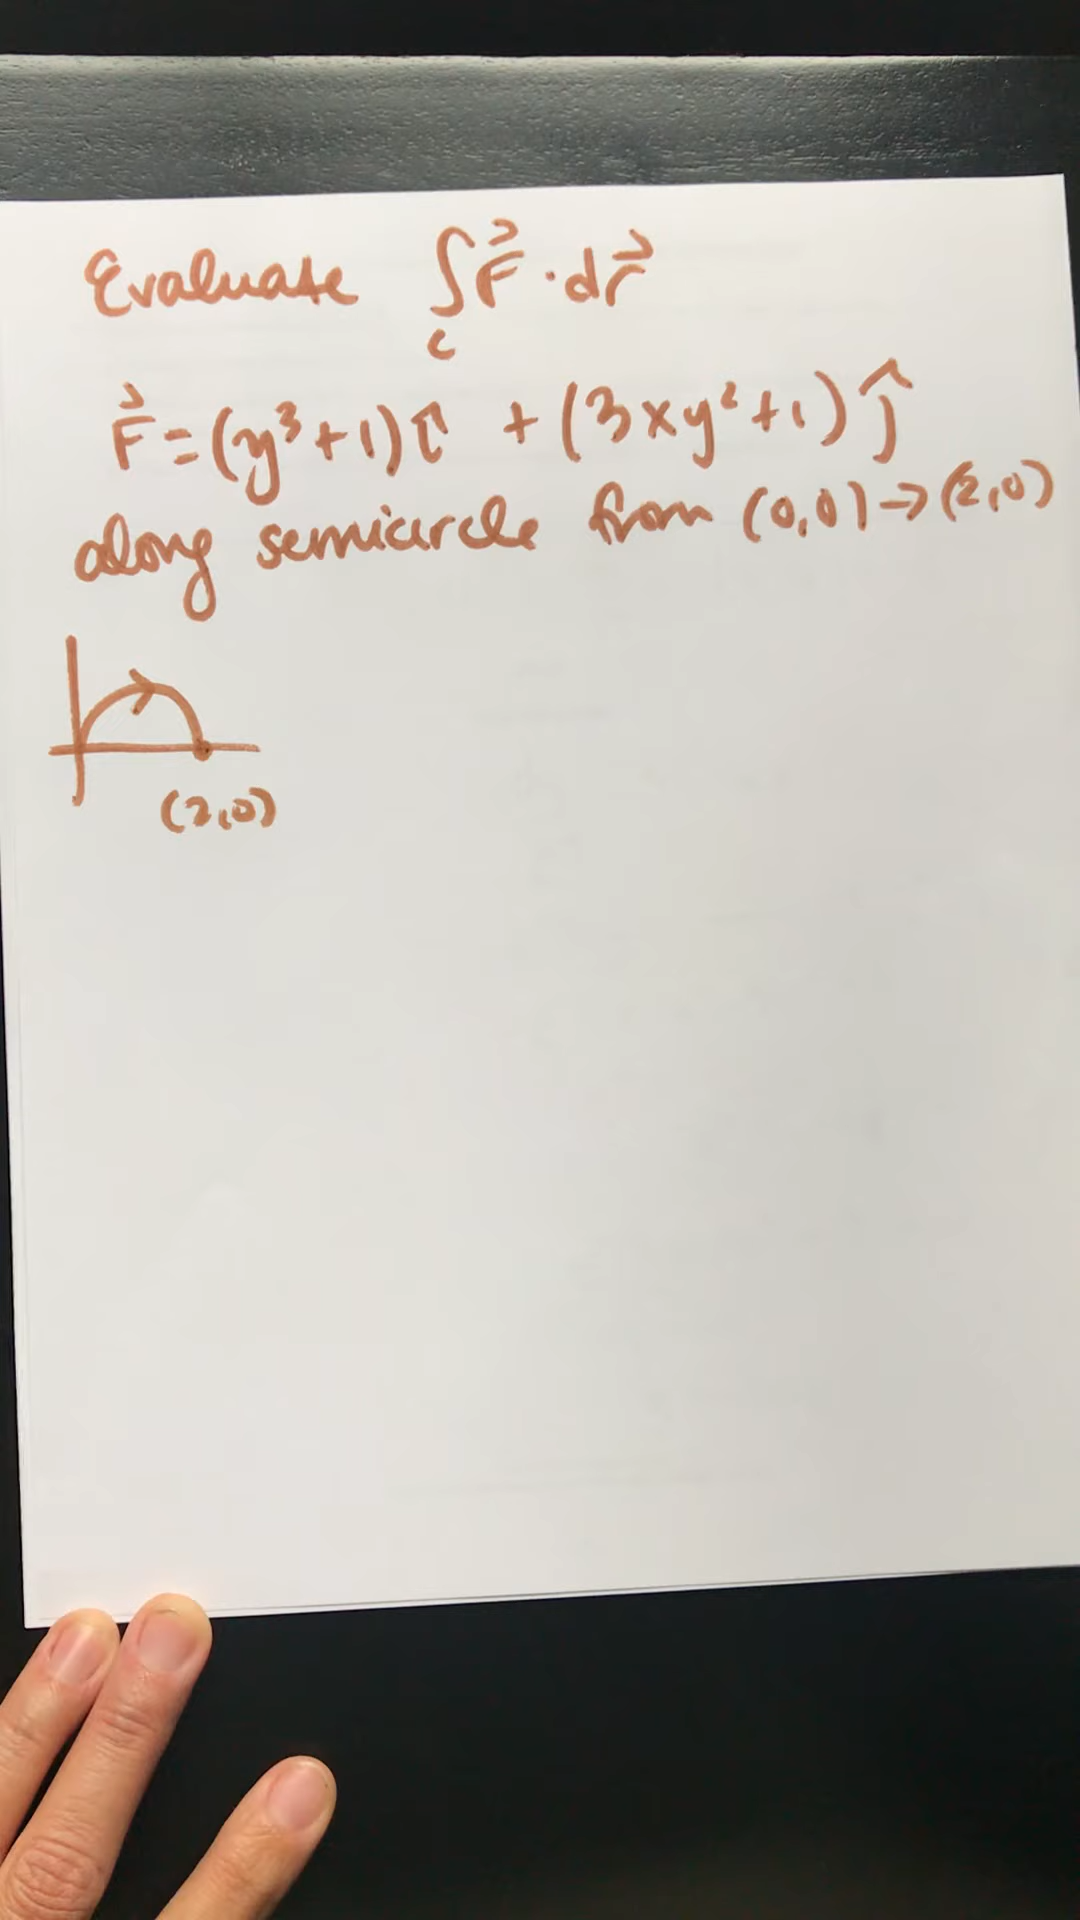 Evaluate ∫_C F⃗ · dr⃗
F⃗ = (y³+1) î + (3xy²+1) ĵ
along semicircle from (0,0) → (2,0)
(2,0)